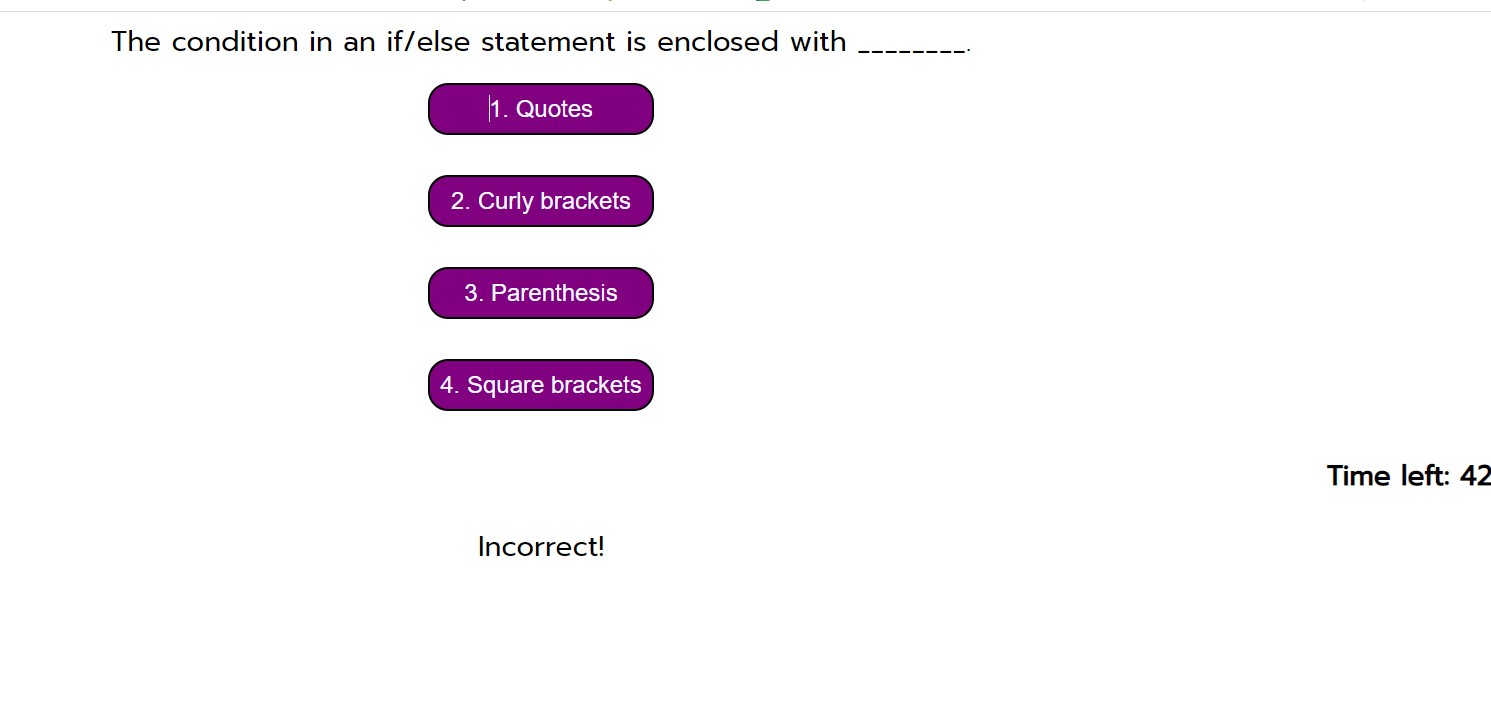 The condition in an if/else statement is enclosed with ________.
1. Quotes
2. Curly brackets
3. Parenthesis
4. Square brackets
Time left: 42
Incorrect!